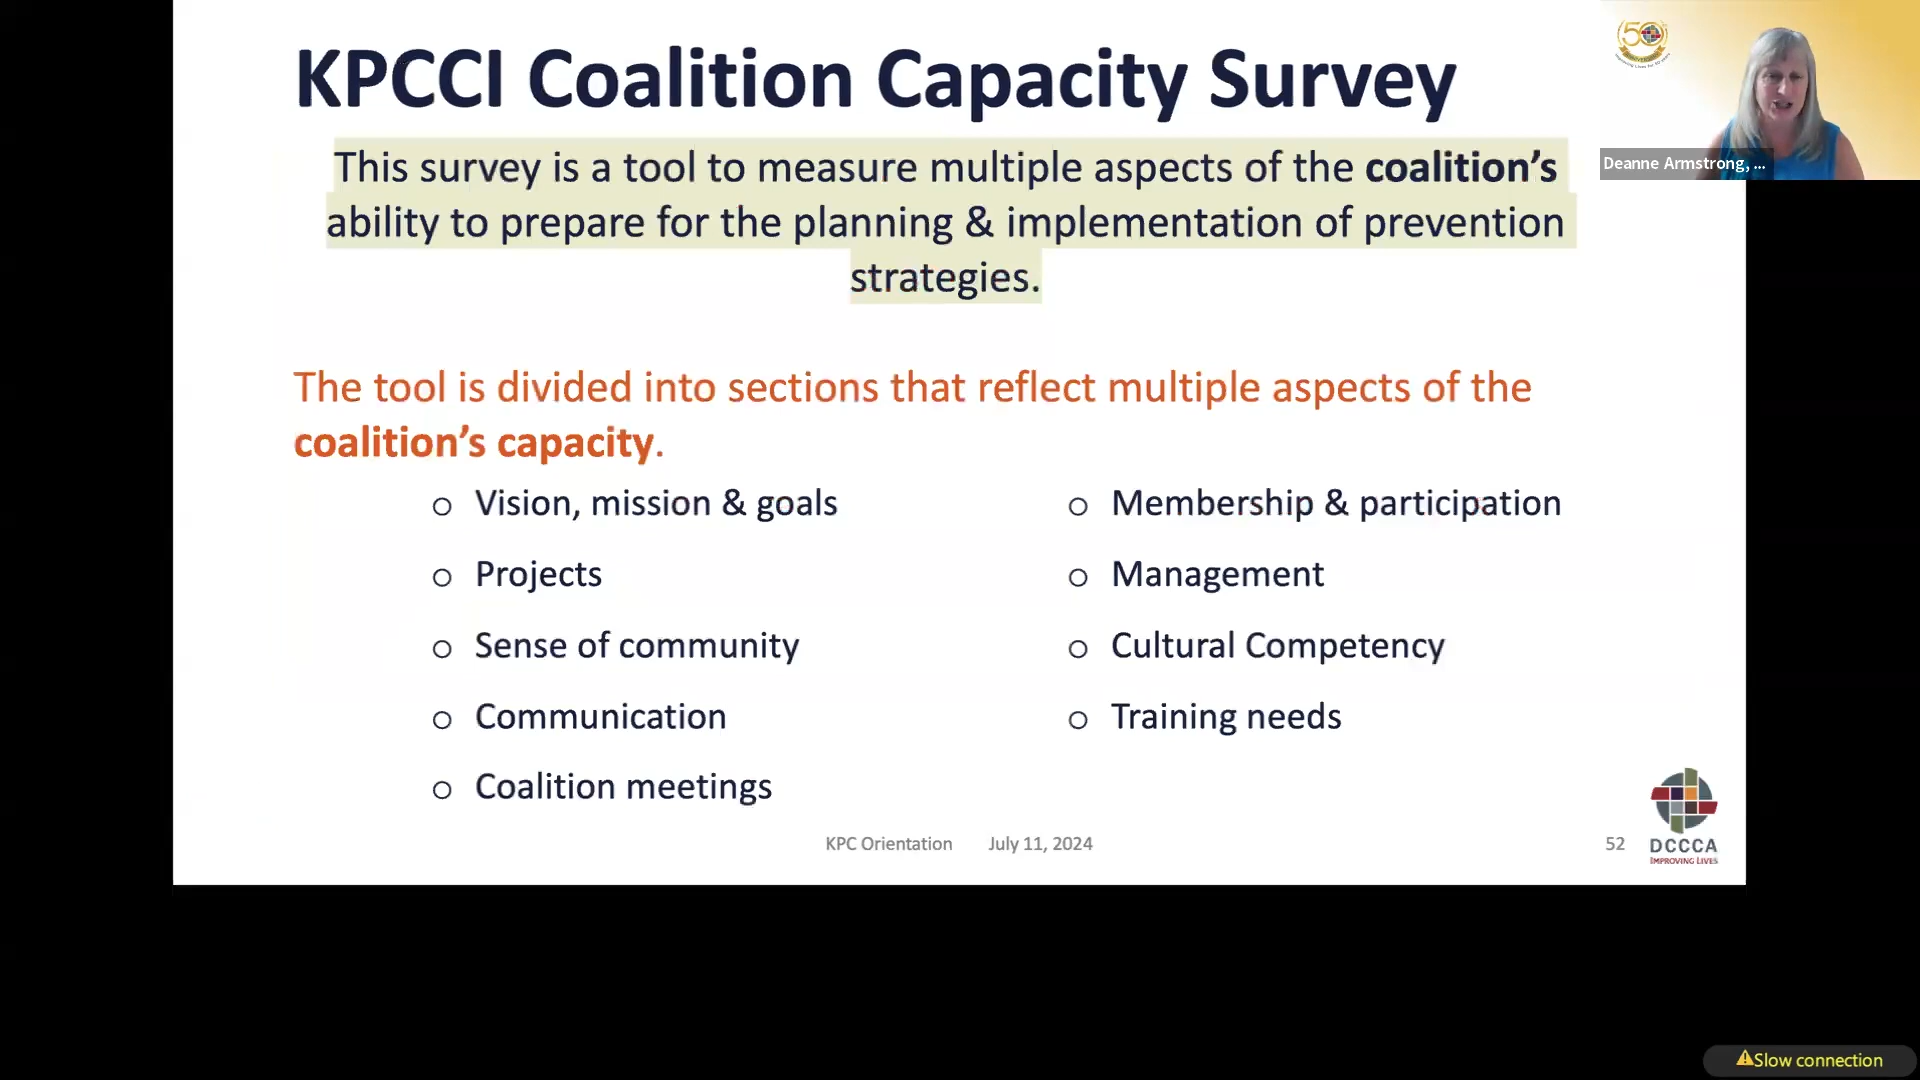 KPCCI Coalition Capacity Survey
This survey is a tool to measure multiple aspects of the coalition’s
ability to prepare for the planning & implementation of prevention
strategies.
The tool is divided into sections that reflect multiple aspects of the
coalition’s capacity.
o Vision, mission & goals
o Projects
o Sense of community
o Communication
o Coalition meetings
o Membership & participation
o Management
o Cultural Competency
o Training needs
KPC Orientation July 11, 2024
52
DCCCA
IMPROVING LIVES
50
Deanne Armstrong, ...
Slow connection